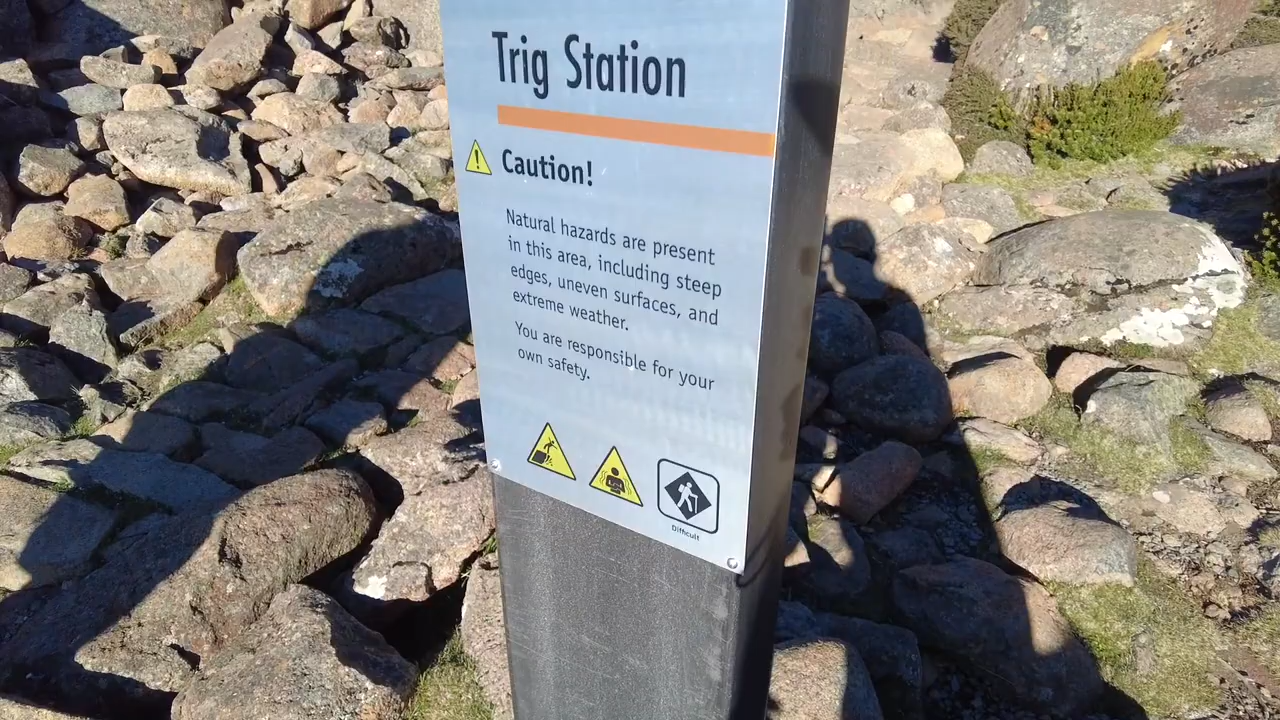 Trig Station
Caution!
Natural hazards are present
in this area, including steep
edges, uneven surfaces, and
extreme weather.
You are responsible for your
own safety.
Difficult